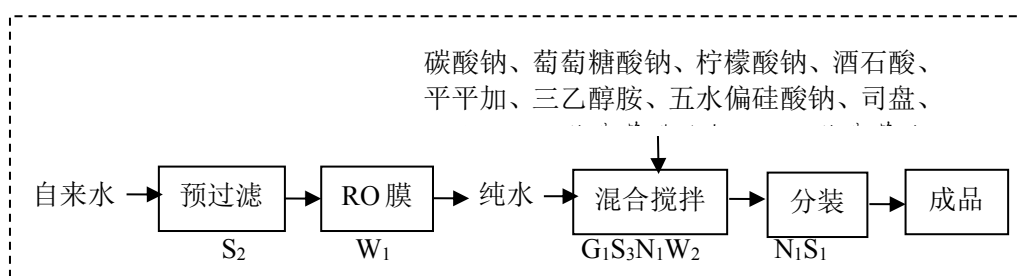 碳酸钠、葡萄糖酸钠、柠檬酸钠、酒石酸、
平平加、三乙醇胺、五水偏硅酸钠、司盘、
自来水 预过滤 RO膜 纯水 混合搅拌 分装 成品
S₂ W₁ G₁S₃N₁W₂ N₁S₁